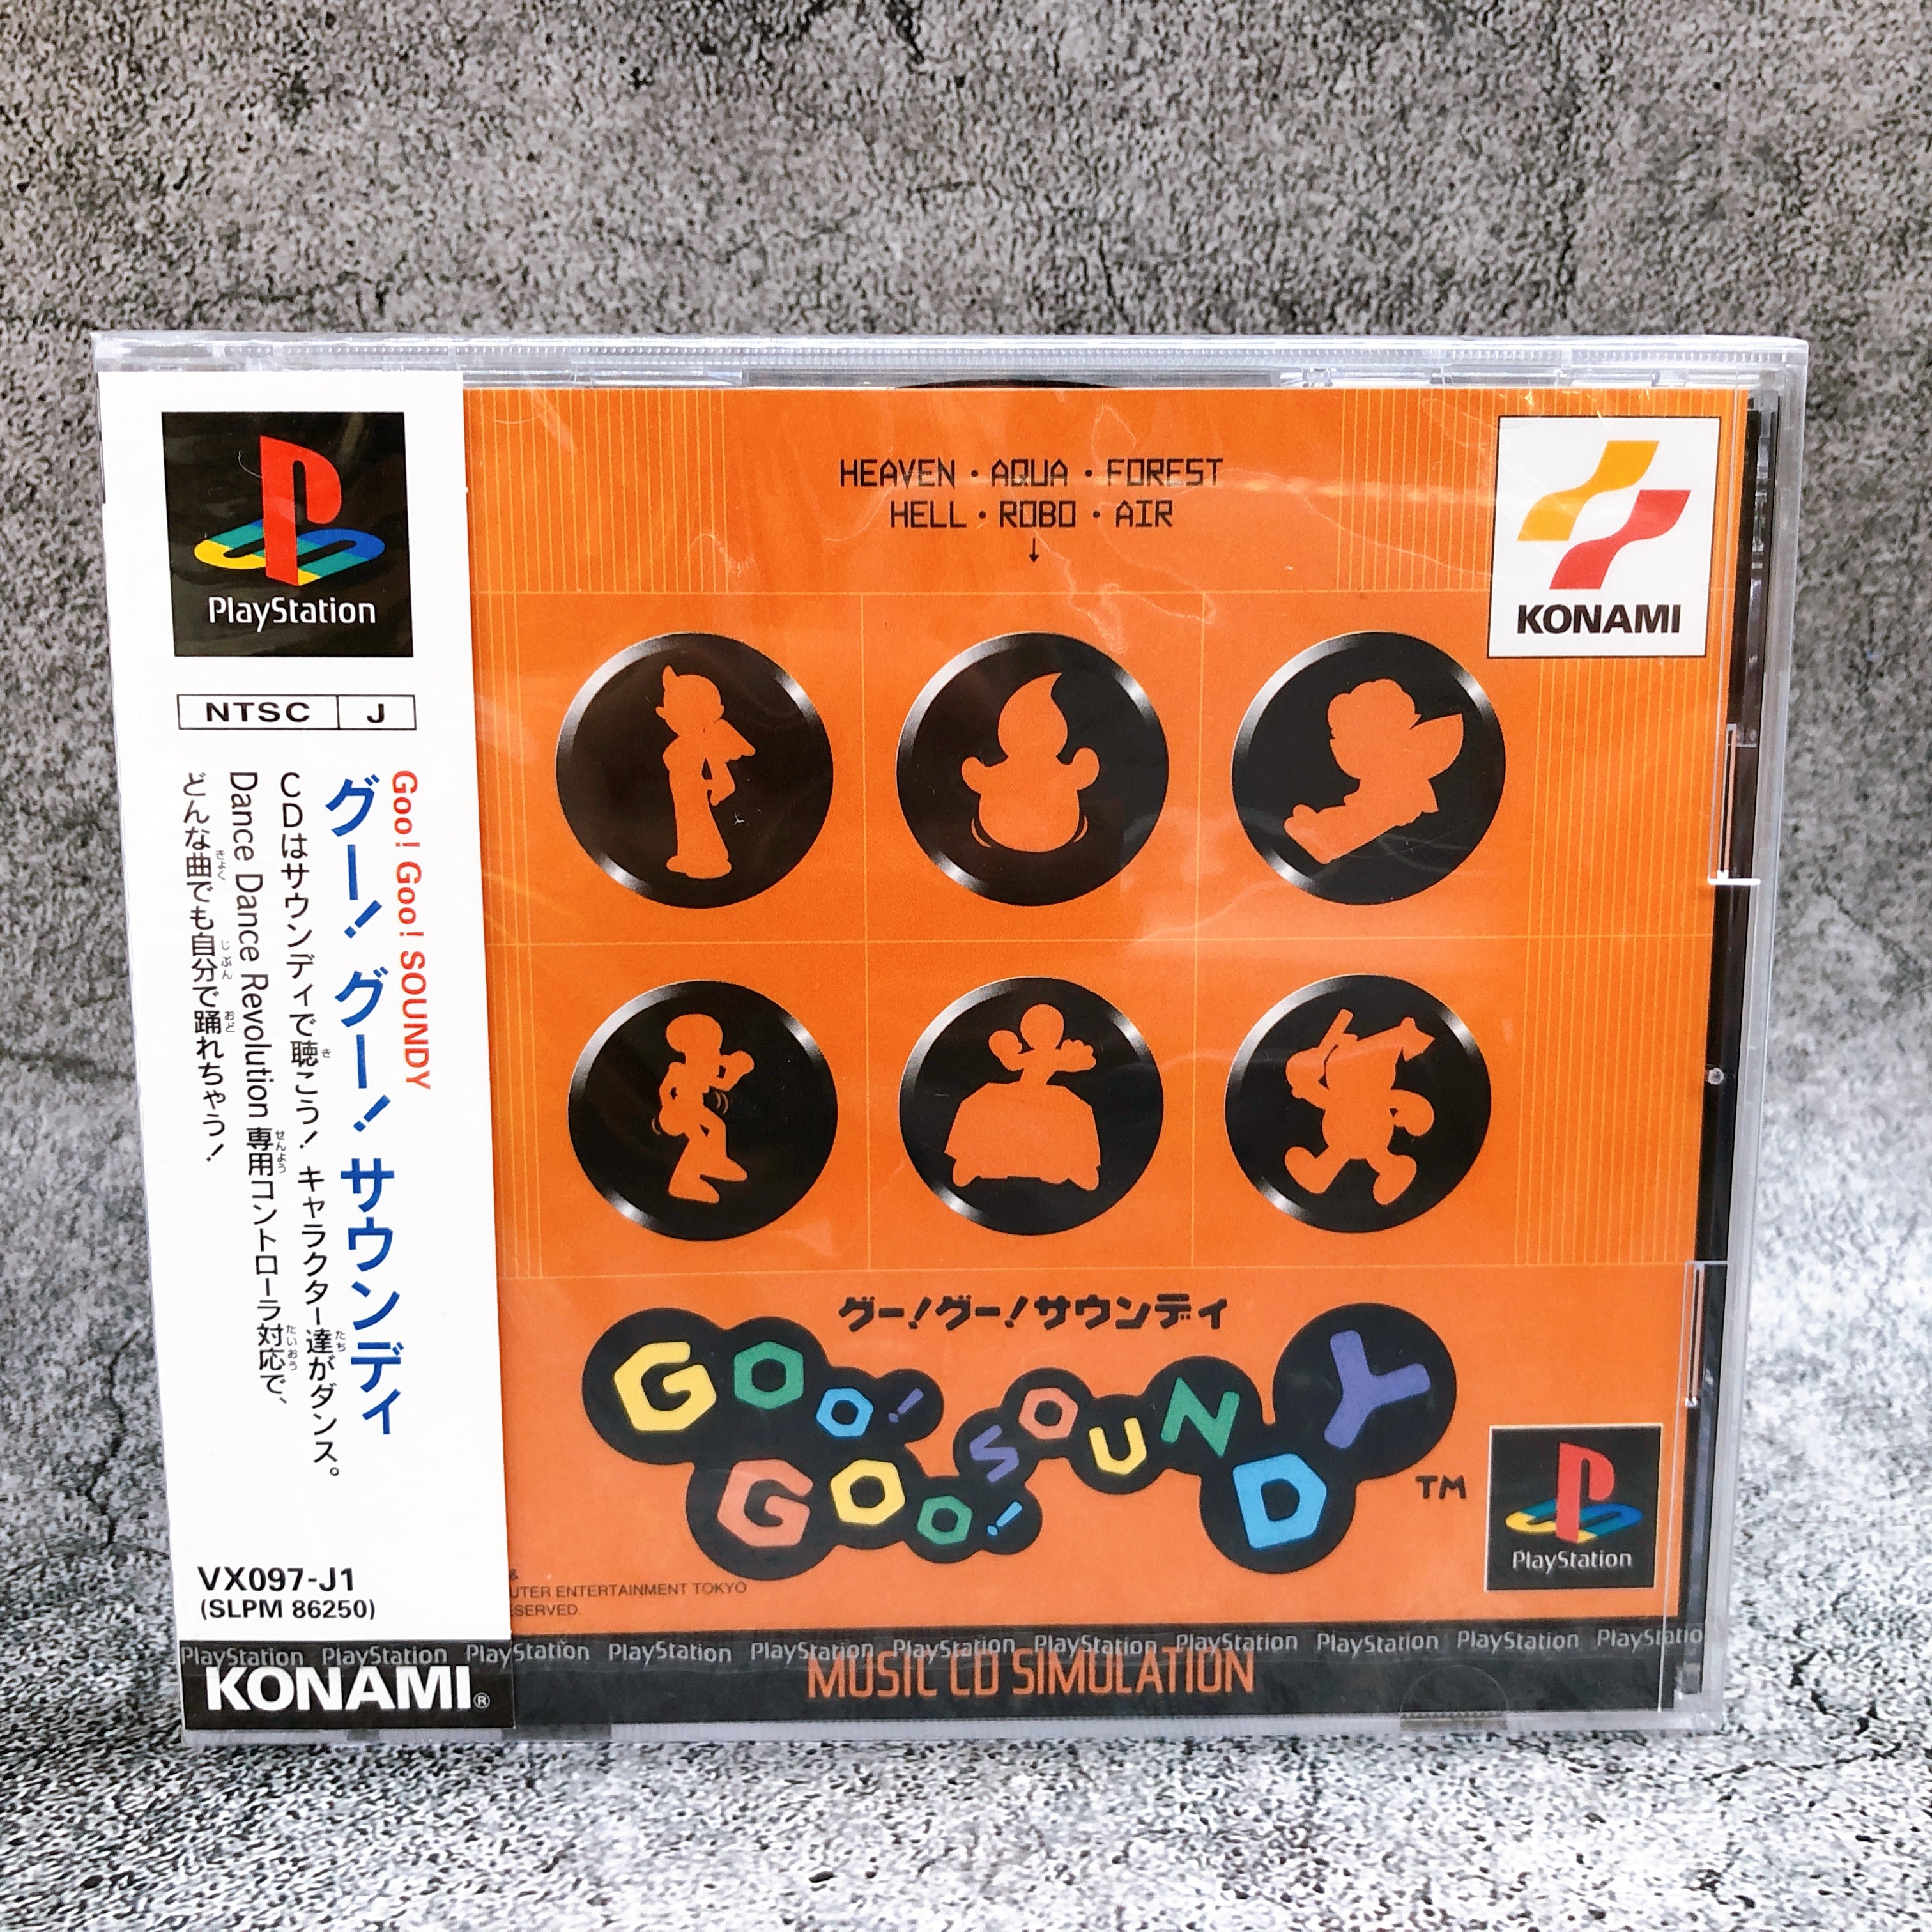 PlayStation
NTSC J
Goo! Goo! SOUNDY
グー! グー! サウンディ
CDはサウンディで聴こう! キャラクター達がダンス。
Dance Dance Revolution 専用コントローラ対応で、
どんな曲でも自分で踊れちゃう!
VX097-J1
(SLPM 86250)
KONAMI®
HEAVEN・AQUA・FOREST
HELL・ROBO・AIR
↓
KONAMI
グー!グー!サウンディ
GOO!
GOO!
SOUNDY
TM
PlayStation
&
UTER ENTERTAINMENT TOKYO
ESERVED.
PlayStation PlayStation PlayStation PlayStation PlayStation PlayStation PlayStation PlayStation PlayStation PlayStation PlayStatio
MUSIC CD SIMULATION